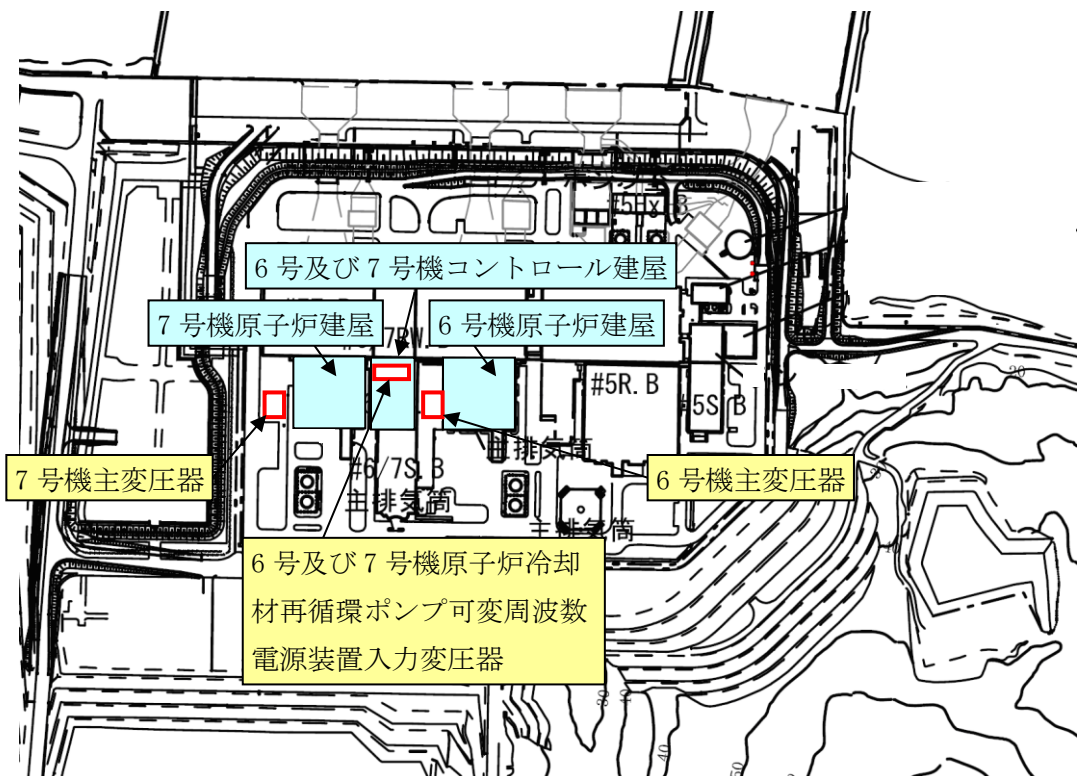 #5Hx.B
6号及び7号機コントロール建屋
7号機原子炉建屋
6号機原子炉建屋
#5R.B
#5S.B
20
主排気筒
7号機主変圧器
#6/7S.B
6号機主変圧器
主排気筒
主排気筒
6号及び7号機原子炉冷却
材再循環ポンプ可変周波数
電源装置入力変圧器
40
50